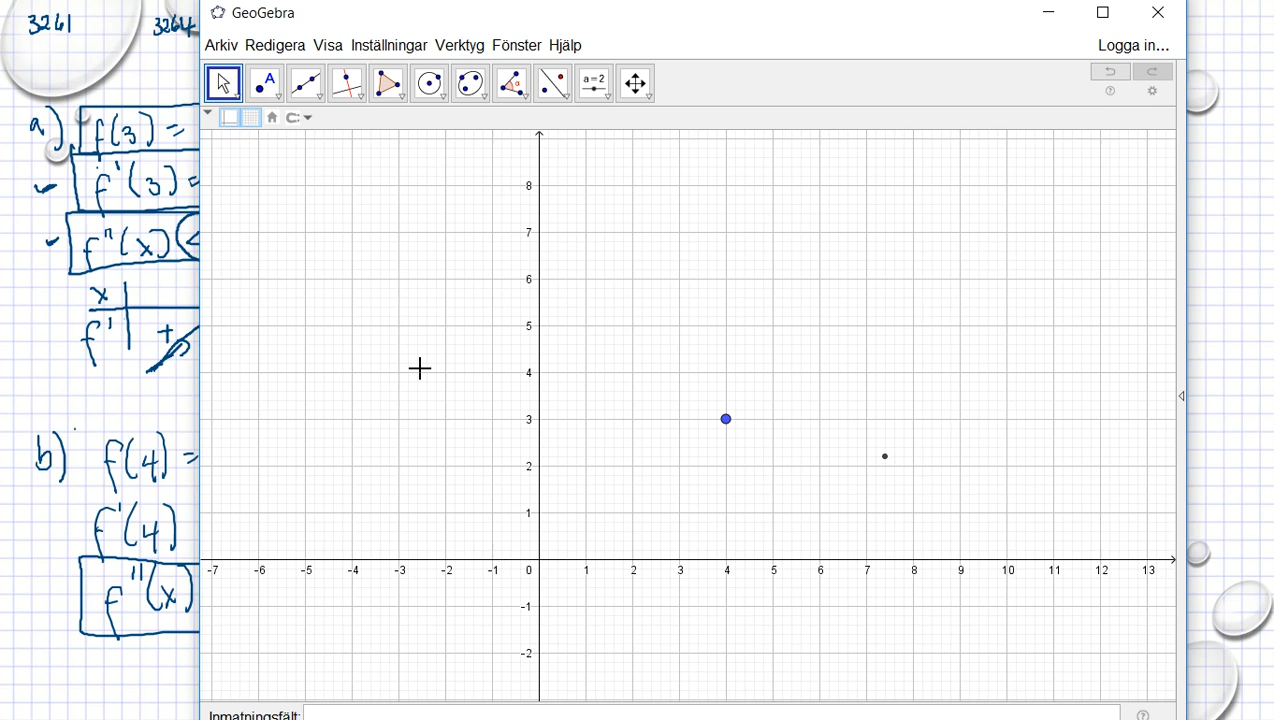 3261 3264
GeoGebra
Arkiv Redigera Visa Inställningar Verktyg Fönster Hjälp Logga in...
A
α
a=2
a) f(3) =
f'(3) =
f"(x) <
x
f' +
b) f(4) =
f'(4)
f"(x)
8
7
6
5
4
3
2
1
-7 -6 -5 -4 -3 -2 -1 0 1 2 3 4 5 6 7 8 9 10 11 12 13
-1
-2
Inmatningsfält: